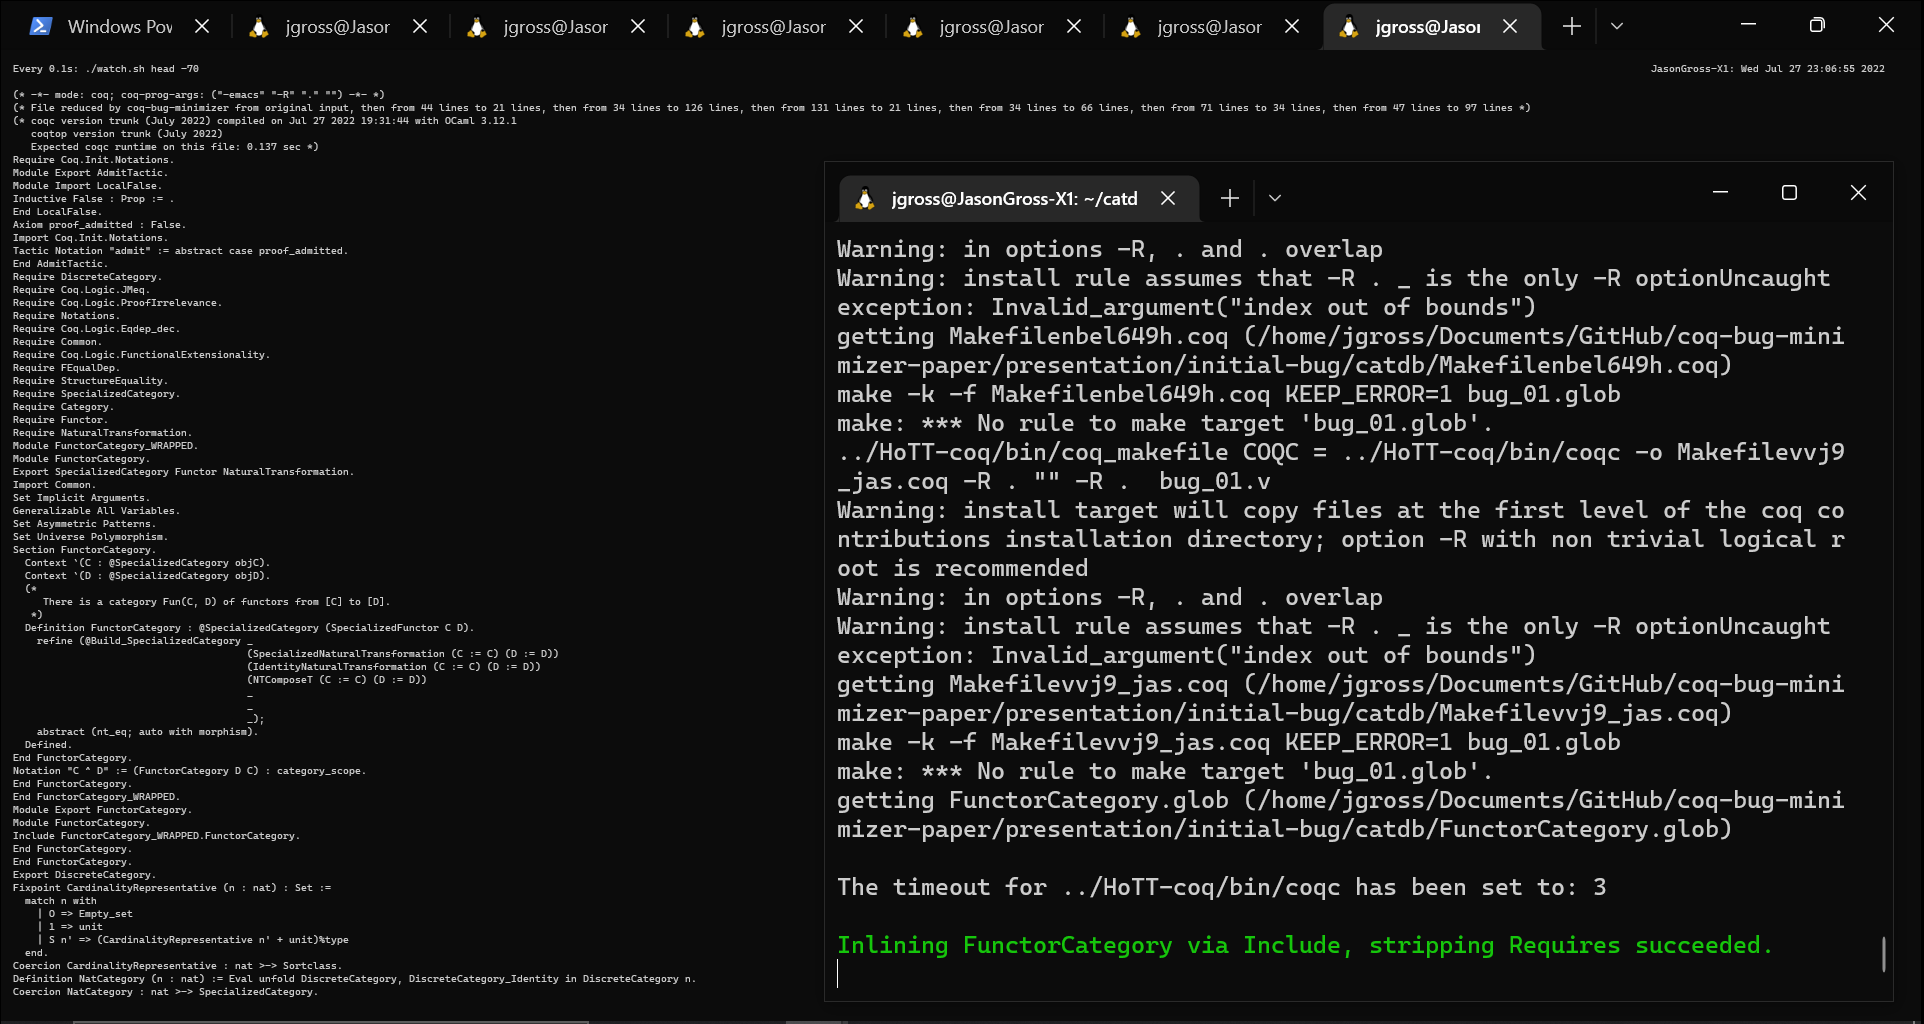 Windows Pow
jgross@Jasor
jgross@Jasor
jgross@Jasor
jgross@Jasor
jgross@Jasor
jgross@Jasor
Every 0.1s: ./watch.sh head -70
JasonGross-X1: Wed Jul 27 23:06:55 2022
(* -*- mode: coq; coq-prog-args: ("-emacs" "-R" "." "") -*- *)
(* File reduced by coq-bug-minimizer from original input, then from 44 lines to 21 lines, then from 34 lines to 126 lines, then from 131 lines to 21 lines, then from 34 lines to 66 lines, then from 71 lines to 34 lines, then from 47 lines to 97 lines *)
(* coqc version trunk (July 2022) compiled on Jul 27 2022 19:31:44 with OCaml 3.12.1
   coqtop version trunk (July 2022)
   Expected coqc runtime on this file: 0.137 sec *)
Require Coq.Init.Notations.
Module Export AdmitTactic.
Module Import LocalFalse.
Inductive False : Prop := .
End LocalFalse.
Axiom proof_admitted : False.
Import Coq.Init.Notations.
Tactic Notation "admit" := abstract case proof_admitted.
End AdmitTactic.
Require DiscreteCategory.
Require Coq.Logic.JMeq.
Require Coq.Logic.ProofIrrelevance.
Require Notations.
Require Coq.Logic.Eqdep_dec.
Require Common.
Require Coq.Logic.FunctionalExtensionality.
Require FEqualDep.
Require StructureEquality.
Require SpecializedCategory.
Require Category.
Require Functor.
Require NaturalTransformation.
Module FunctorCategory_WRAPPED.
Module FunctorCategory.
Export SpecializedCategory Functor NaturalTransformation.
Import Common.
Set Implicit Arguments.
Generalizable All Variables.
Set Asymmetric Patterns.
Set Universe Polymorphism.
Section FunctorCategory.
  Context `(C : @SpecializedCategory objC).
  Context `(D : @SpecializedCategory objD).
  (*
     There is a category Fun(C, D) of functors from [C] to [D].
   *)
  Definition FunctorCategory : @SpecializedCategory (SpecializedFunctor C D).
    refine (@Build_SpecializedCategory _
                                       (SpecializedNaturalTransformation (C := C) (D := D))
                                       (IdentityNaturalTransformation (C := C) (D := D))
                                       (NTComposeT (C := C) (D := D))
                                       _
                                       _
                                       _);
    abstract (nt_eq; auto with morphism).
  Defined.
End FunctorCategory.
Notation "C ^ D" := (FunctorCategory D C) : category_scope.
End FunctorCategory.
End FunctorCategory_WRAPPED.
Module Export FunctorCategory.
Module FunctorCategory.
Include FunctorCategory_WRAPPED.FunctorCategory.
End FunctorCategory.
End FunctorCategory.
Export DiscreteCategory.
Fixpoint CardinalityRepresentative (n : nat) : Set :=
  match n with
    | O => Empty_set
    | 1 => unit
    | S n' => (CardinalityRepresentative n' + unit)%type
  end.
Coercion CardinalityRepresentative : nat >-> Sortclass.
Definition NatCategory (n : nat) := Eval unfold DiscreteCategory, DiscreteCategory_Identity in DiscreteCategory n.
Coercion NatCategory : nat >-> SpecializedCategory.
jgross@JasonGross-X1: ~/catd
Warning: in options -R, . and . overlap
Warning: install rule assumes that -R . _ is the only -R optionUncaught
exception: Invalid_argument("index out of bounds")
getting Makefilenbel649h.coq (/home/jgross/Documents/GitHub/coq-bug-mini
mizer-paper/presentation/initial-bug/catdb/Makefilenbel649h.coq)
make -k -f Makefilenbel649h.coq KEEP_ERROR=1 bug_01.glob
make: *** No rule to make target 'bug_01.glob'.
../HoTT-coq/bin/coq_makefile COQC = ../HoTT-coq/bin/coqc -o Makefilevvj9
_jas.coq -R . "" -R .  bug_01.v
Warning: install target will copy files at the first level of the coq co
ntributions installation directory; option -R with non trivial logical r
oot is recommended
Warning: in options -R, . and . overlap
Warning: install rule assumes that -R . _ is the only -R optionUncaught
exception: Invalid_argument("index out of bounds")
getting Makefilevvj9_jas.coq (/home/jgross/Documents/GitHub/coq-bug-mini
mizer-paper/presentation/initial-bug/catdb/Makefilevvj9_jas.coq)
make -k -f Makefilevvj9_jas.coq KEEP_ERROR=1 bug_01.glob
make: *** No rule to make target 'bug_01.glob'.
getting FunctorCategory.glob (/home/jgross/Documents/GitHub/coq-bug-mini
mizer-paper/presentation/initial-bug/catdb/FunctorCategory.glob)
The timeout for ../HoTT-coq/bin/coqc has been set to: 3
Inlining FunctorCategory via Include, stripping Requires succeeded.